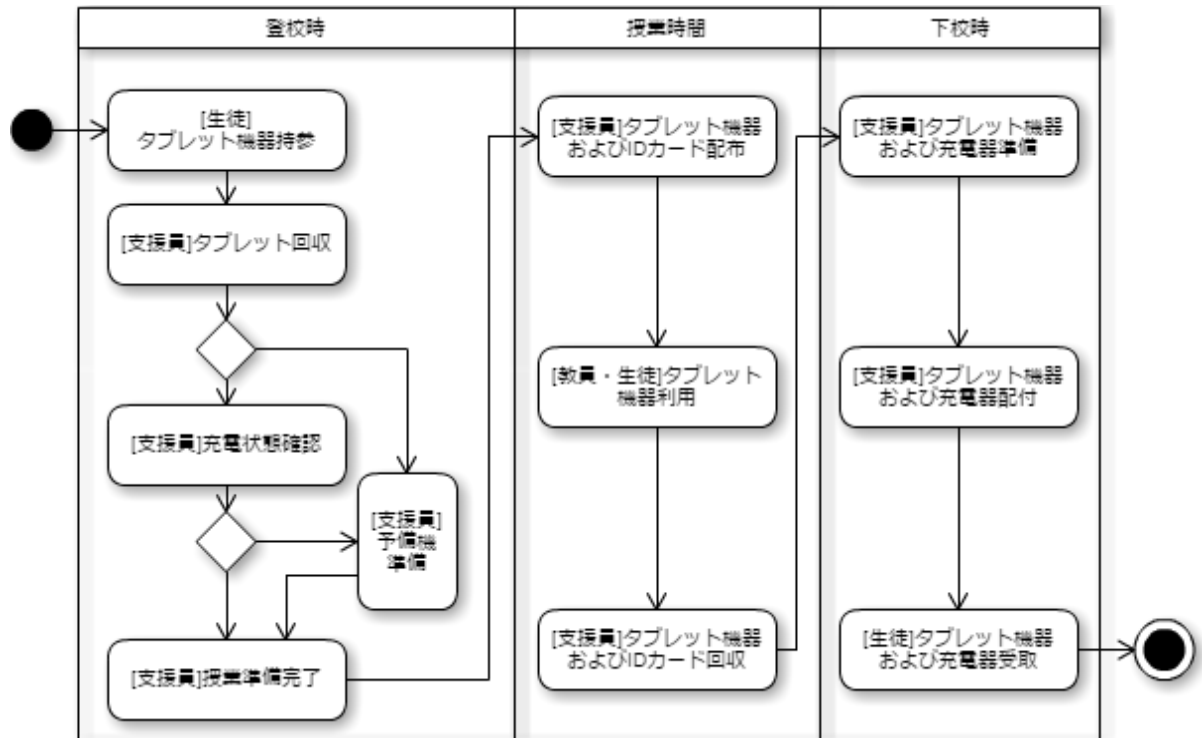 登校時
授業時間
下校時
[生徒]
タブレット機器持参
[支援員]タブレット回収
[支援員]充電状態確認
[支援員]
予備機
準備
[支援員]授業準備完了
[支援員]タブレット機器
およびIDカード配布
[教員・生徒]タブレット
機器利用
[支援員]タブレット機器
およびIDカード回収
[支援員]タブレット機器
および充電器準備
[支援員]タブレット機器
および充電器配付
[生徒]タブレット機器
および充電器受取